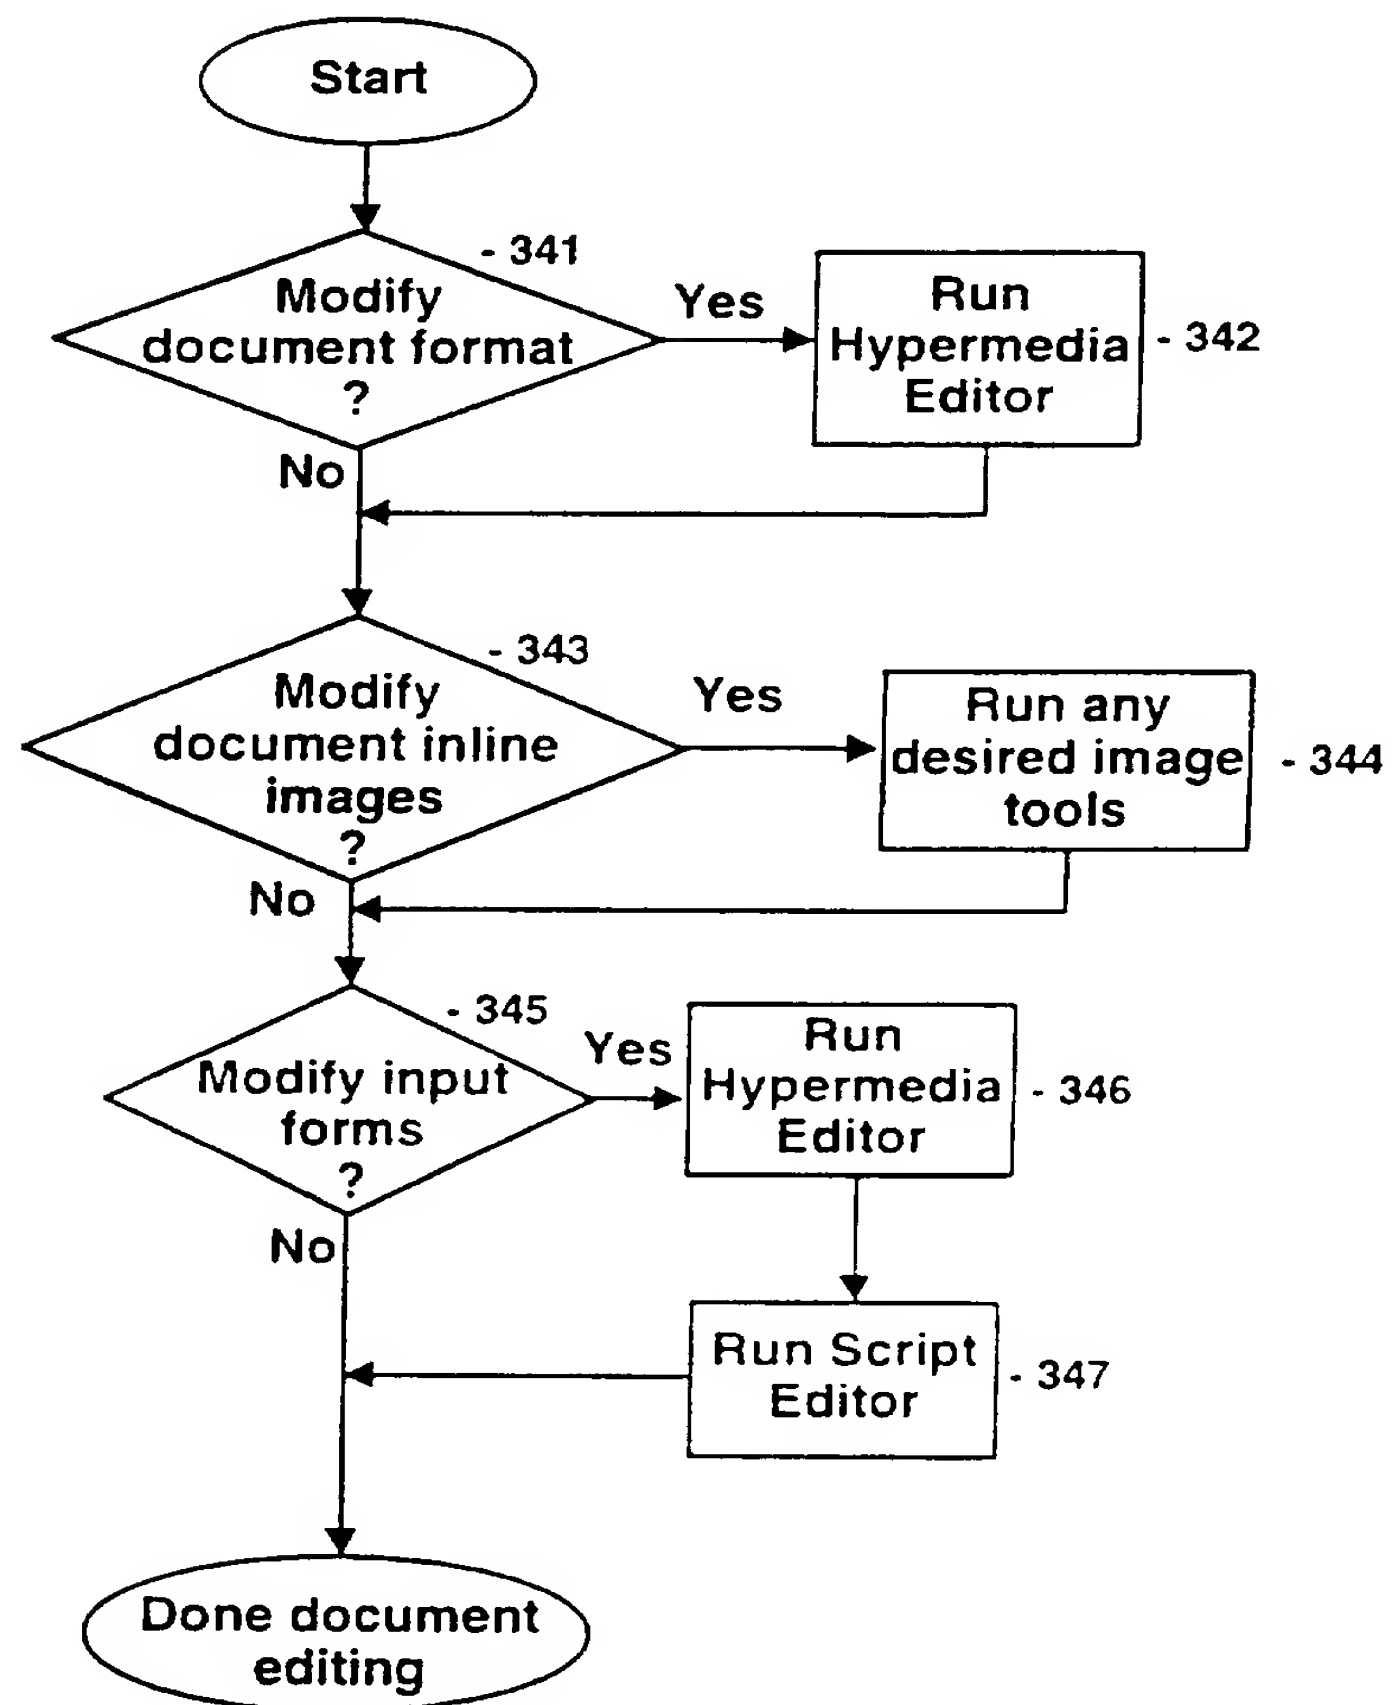 Start
- 341
Modify
document format
?
Yes
Run
Hypermedia
Editor
- 342
No
- 343
Modify
document inline
images
?
Yes
Run any
desired image
tools
- 344
No
- 345
Modify input
forms
?
Yes
Run
Hypermedia
Editor
- 346
No
Run Script
Editor
- 347
Done document
editing